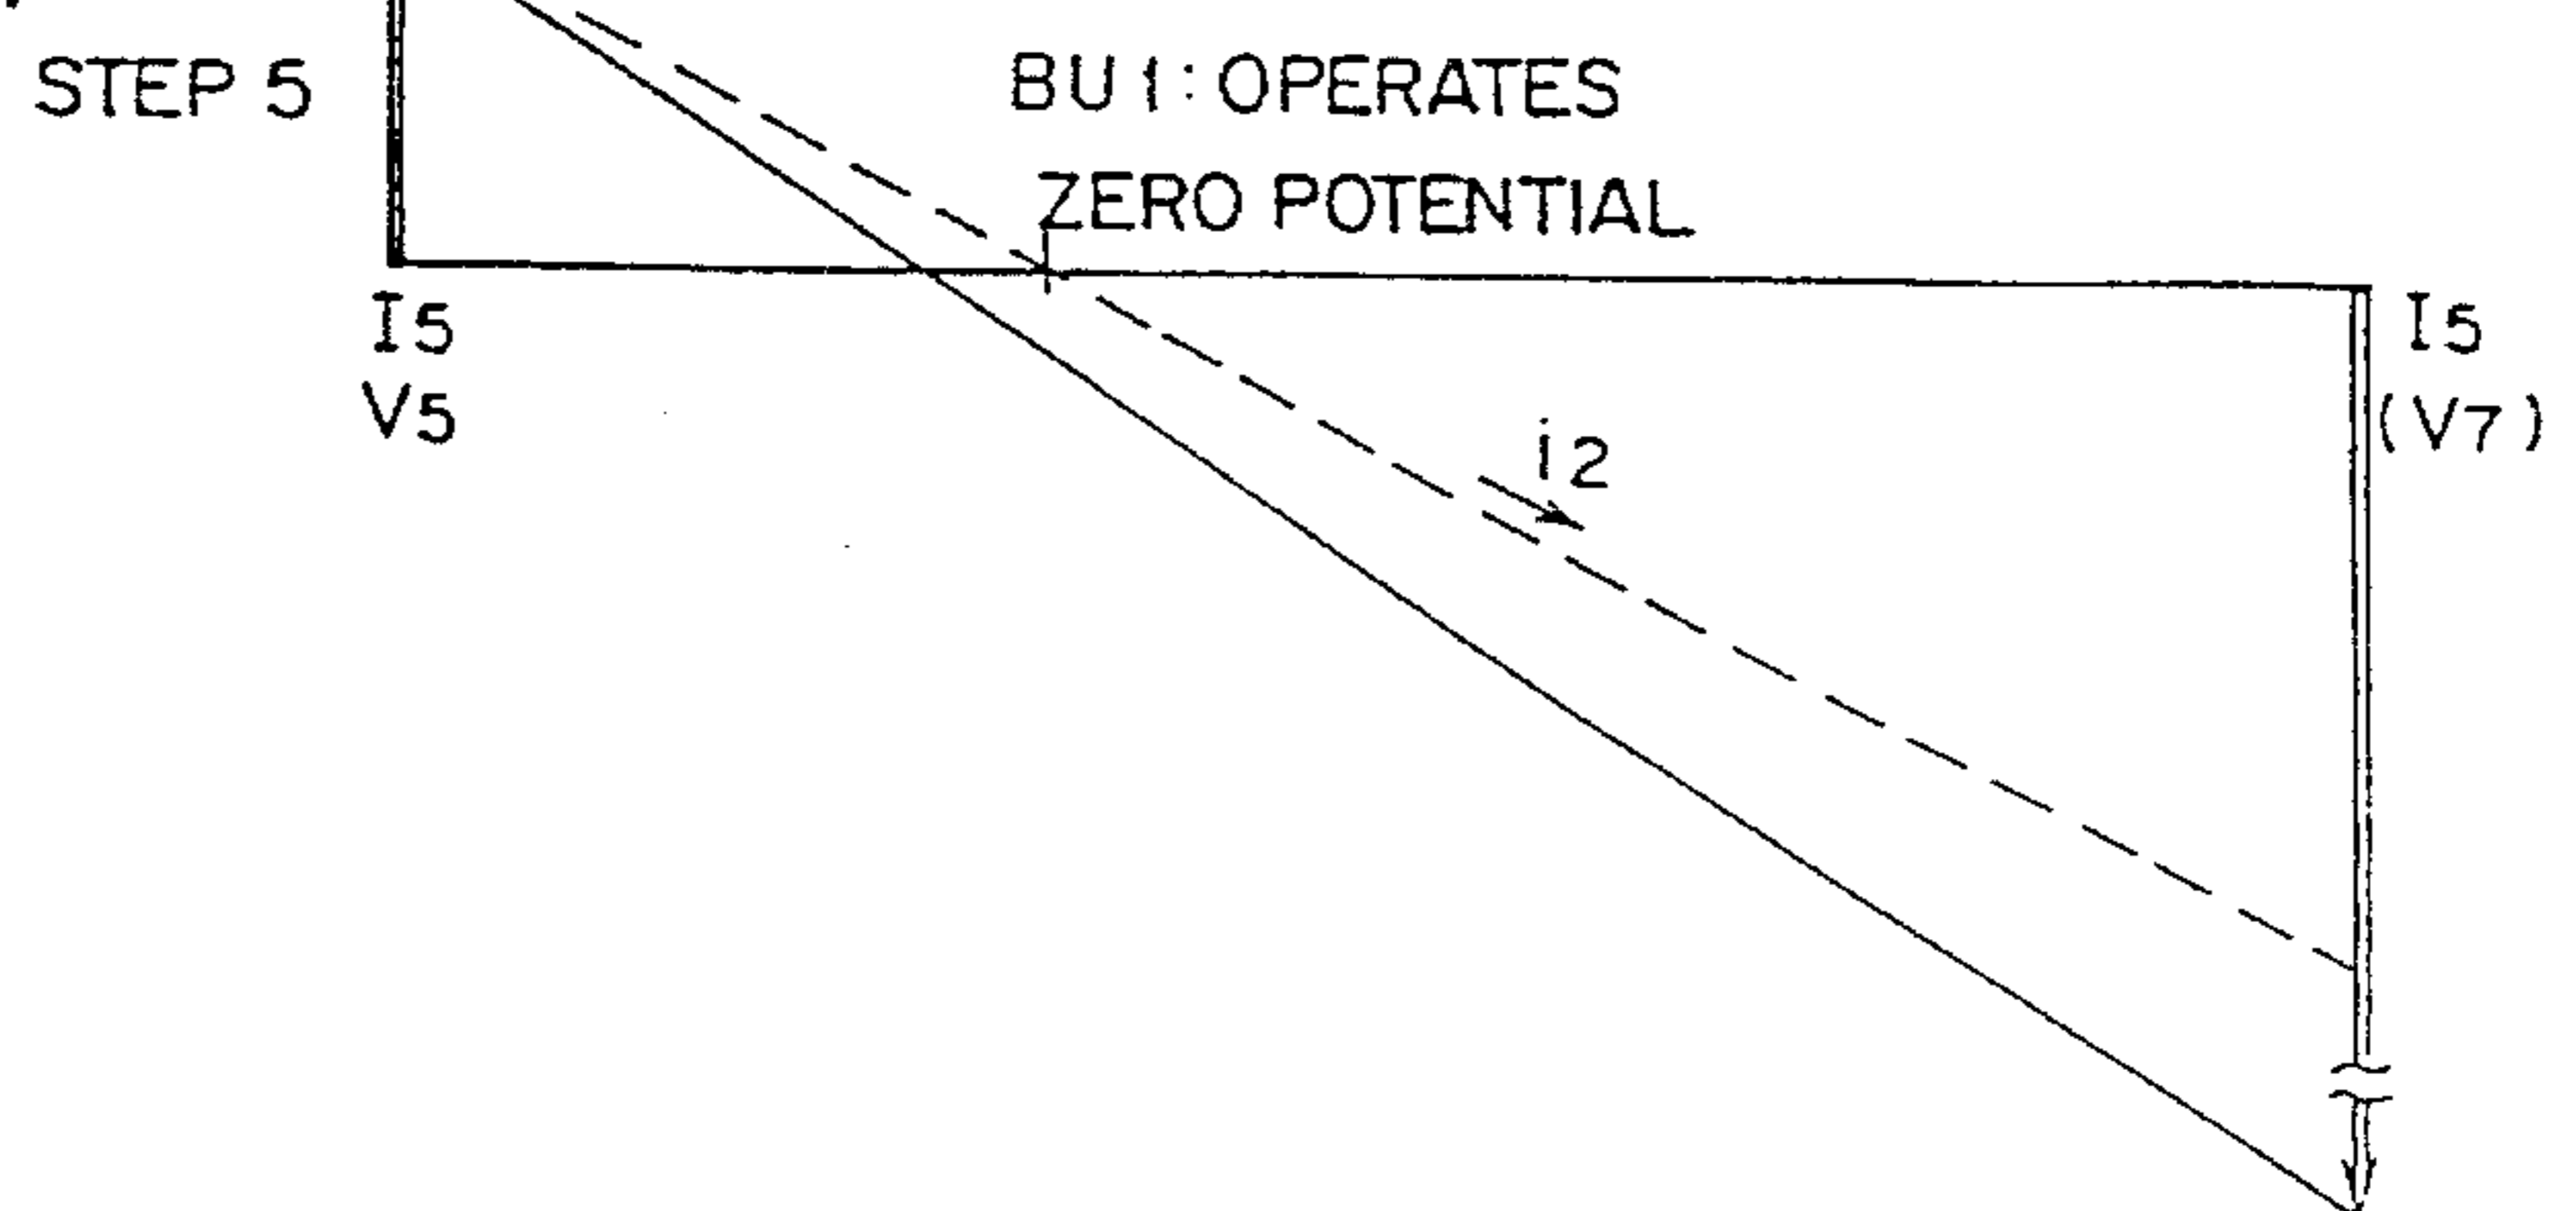 STEP 5
BU1: OPERATES
ZERO POTENTIAL
I5
V5
i2
I5
(V7)